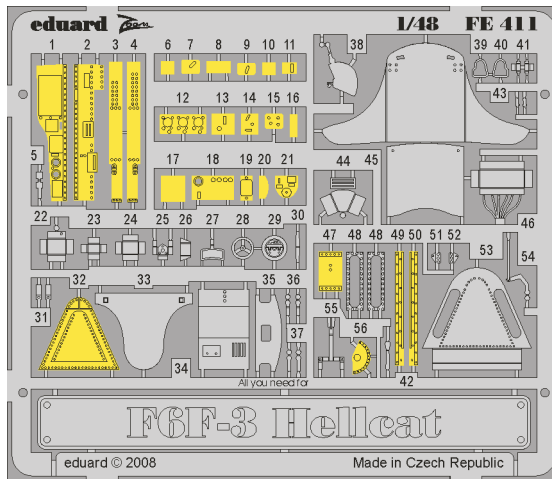 eduard Zoom 1/48 FE 411
1 2 3 4 6 7 8 9 10 11 38 39 40 41
43
12 13 14 15 16
5
17 18 19 20 21 44 45
46
22 23 24 25 26 27 28 29 30 47 48 48 49 50 51 52 53 54
31 32 33 35 36
37 55 56
34 42
All you need for
F6F-3 Hellcat
eduard © 2008 Made in Czech Republic